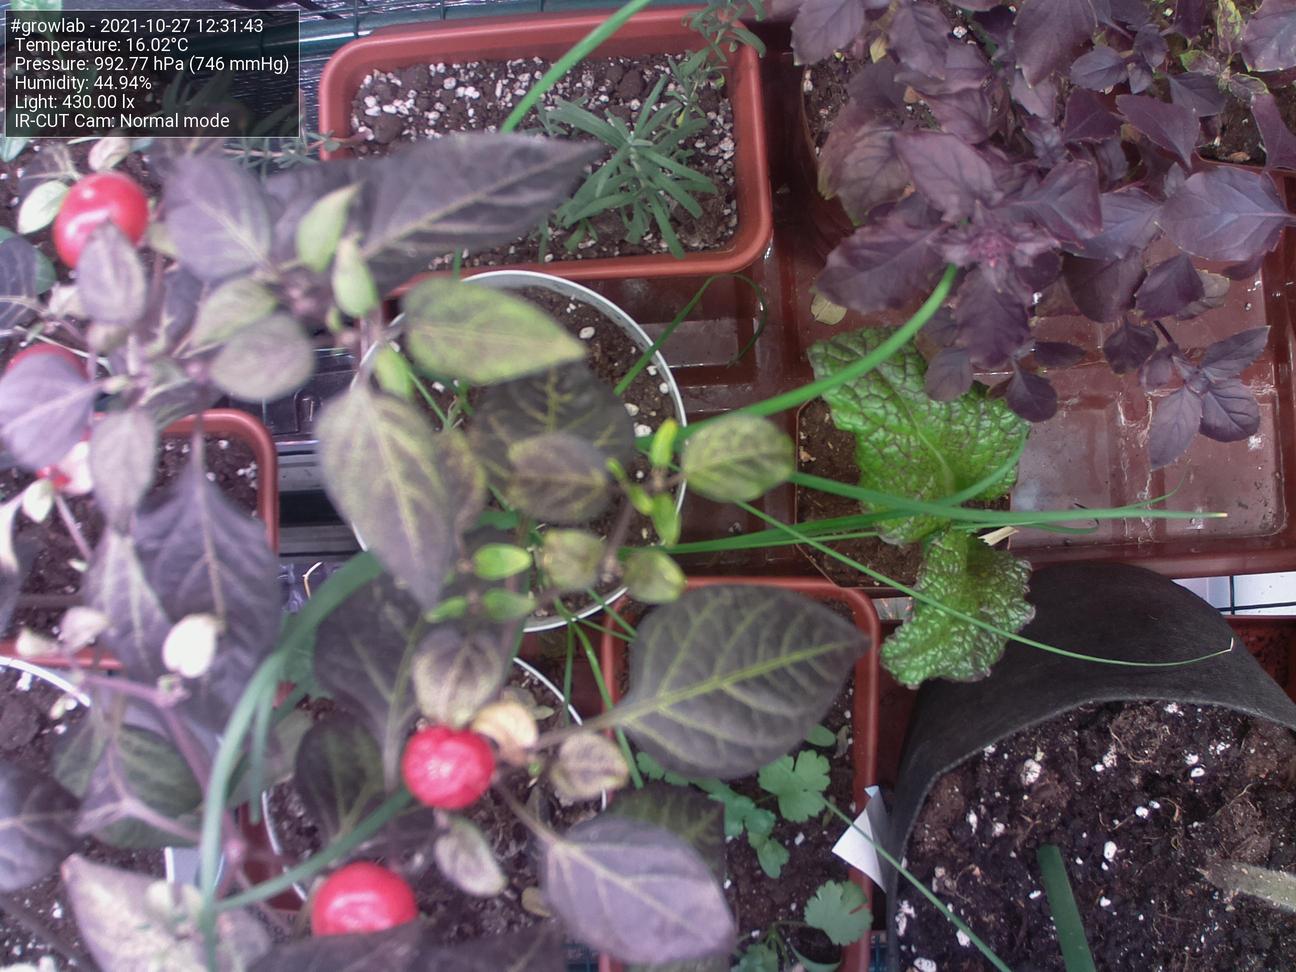 #growlab - 2021-10-27 12:31:43
Temperature: 16.02°C
Pressure: 992.77 hPa (746 mmHg)
Humidity: 44.94%
Light: 430.00 lx
IR-CUT Cam: Normal mode